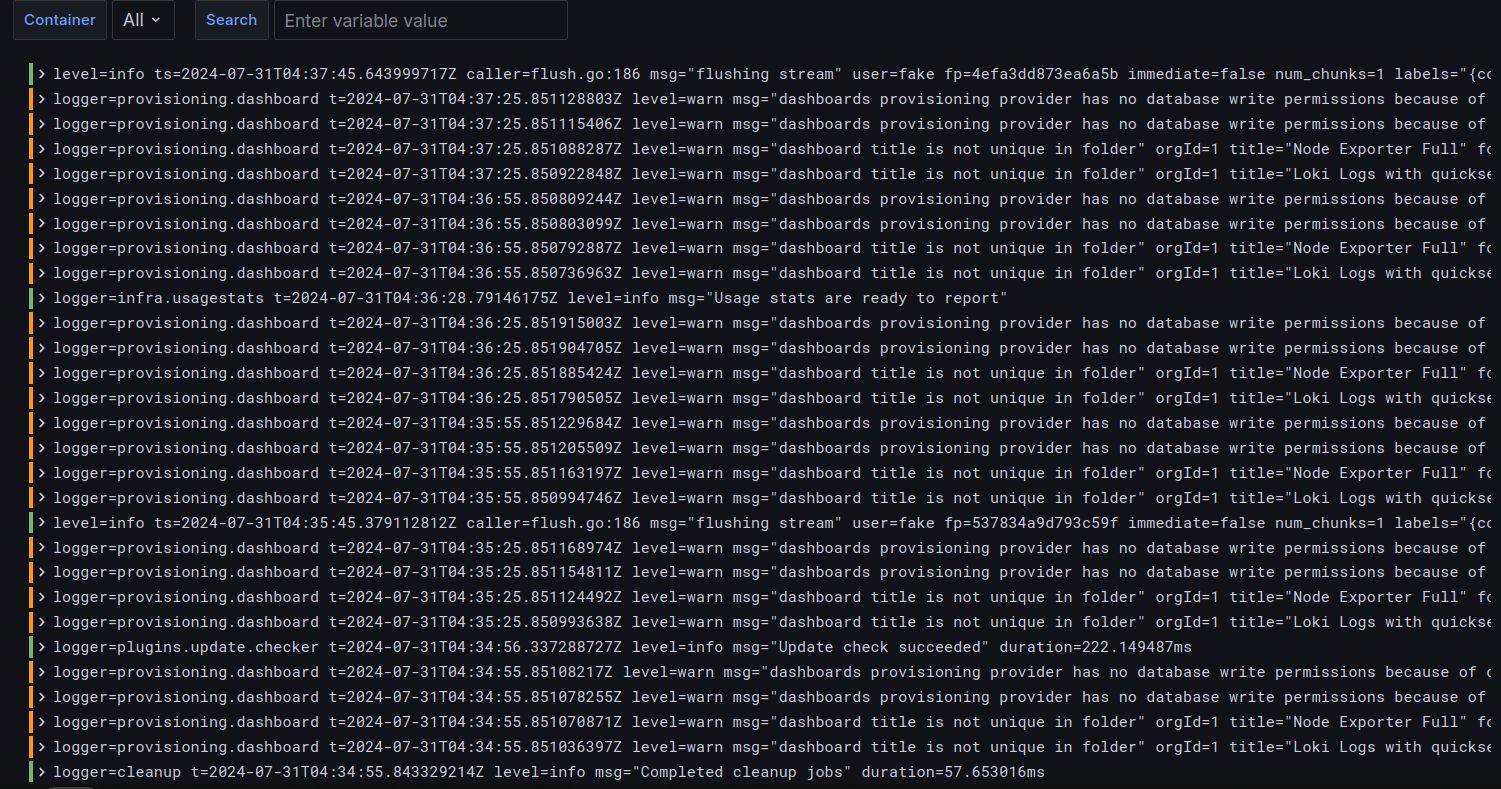 Container All Search Enter variable value
level=info ts=2024-07-31T04:37:45.643999717Z caller=flush.go:186 msg="flushing stream" user=fake fp=4efa3dd873ea6a5b immediate=false num_chunks=1 labels="{co
logger=provisioning.dashboard t=2024-07-31T04:37:25.851128803Z level=warn msg="dashboards provisioning provider has no database write permissions because of
logger=provisioning.dashboard t=2024-07-31T04:37:25.851115406Z level=warn msg="dashboards provisioning provider has no database write permissions because of
logger=provisioning.dashboard t=2024-07-31T04:37:25.851088287Z level=warn msg="dashboard title is not unique in folder" orgId=1 title="Node Exporter Full" fo
logger=provisioning.dashboard t=2024-07-31T04:37:25.850922848Z level=warn msg="dashboard title is not unique in folder" orgId=1 title="Loki Logs with quickse
logger=provisioning.dashboard t=2024-07-31T04:36:55.850809244Z level=warn msg="dashboards provisioning provider has no database write permissions because of
logger=provisioning.dashboard t=2024-07-31T04:36:55.850803099Z level=warn msg="dashboards provisioning provider has no database write permissions because of
logger=provisioning.dashboard t=2024-07-31T04:36:55.850792887Z level=warn msg="dashboard title is not unique in folder" orgId=1 title="Node Exporter Full" fo
logger=provisioning.dashboard t=2024-07-31T04:36:55.850736963Z level=warn msg="dashboard title is not unique in folder" orgId=1 title="Loki Logs with quickse
logger=infra.usagestats t=2024-07-31T04:36:28.79146175Z level=info msg="Usage stats are ready to report"
logger=provisioning.dashboard t=2024-07-31T04:36:25.851915003Z level=warn msg="dashboards provisioning provider has no database write permissions because of
logger=provisioning.dashboard t=2024-07-31T04:36:25.851904705Z level=warn msg="dashboards provisioning provider has no database write permissions because of
logger=provisioning.dashboard t=2024-07-31T04:36:25.851885424Z level=warn msg="dashboard title is not unique in folder" orgId=1 title="Node Exporter Full" fo
logger=provisioning.dashboard t=2024-07-31T04:36:25.851790505Z level=warn msg="dashboard title is not unique in folder" orgId=1 title="Loki Logs with quickse
logger=provisioning.dashboard t=2024-07-31T04:35:55.851229684Z level=warn msg="dashboards provisioning provider has no database write permissions because of
logger=provisioning.dashboard t=2024-07-31T04:35:55.851205509Z level=warn msg="dashboards provisioning provider has no database write permissions because of
logger=provisioning.dashboard t=2024-07-31T04:35:55.851163197Z level=warn msg="dashboard title is not unique in folder" orgId=1 title="Node Exporter Full" fo
logger=provisioning.dashboard t=2024-07-31T04:35:55.850994746Z level=warn msg="dashboard title is not unique in folder" orgId=1 title="Loki Logs with quickse
level=info ts=2024-07-31T04:35:45.379112812Z caller=flush.go:186 msg="flushing stream" user=fake fp=537834a9d793c59f immediate=false num_chunks=1 labels="{co
logger=provisioning.dashboard t=2024-07-31T04:35:25.851168974Z level=warn msg="dashboards provisioning provider has no database write permissions because of
logger=provisioning.dashboard t=2024-07-31T04:35:25.851154811Z level=warn msg="dashboards provisioning provider has no database write permissions because of
logger=provisioning.dashboard t=2024-07-31T04:35:25.851124492Z level=warn msg="dashboard title is not unique in folder" orgId=1 title="Node Exporter Full" fo
logger=provisioning.dashboard t=2024-07-31T04:35:25.850993638Z level=warn msg="dashboard title is not unique in folder" orgId=1 title="Loki Logs with quickse
logger=plugins.update.checker t=2024-07-31T04:34:56.337288727Z level=info msg="Update check succeeded" duration=222.149487ms
logger=provisioning.dashboard t=2024-07-31T04:34:55.85108217Z level=warn msg="dashboards provisioning provider has no database write permissions because of d
logger=provisioning.dashboard t=2024-07-31T04:34:55.851078255Z level=warn msg="dashboards provisioning provider has no database write permissions because of
logger=provisioning.dashboard t=2024-07-31T04:34:55.851070871Z level=warn msg="dashboard title is not unique in folder" orgId=1 title="Node Exporter Full" fo
logger=provisioning.dashboard t=2024-07-31T04:34:55.851036397Z level=warn msg="dashboard title is not unique in folder" orgId=1 title="Loki Logs with quickse
logger=cleanup t=2024-07-31T04:34:55.843329214Z level=info msg="Completed cleanup jobs" duration=57.653016ms